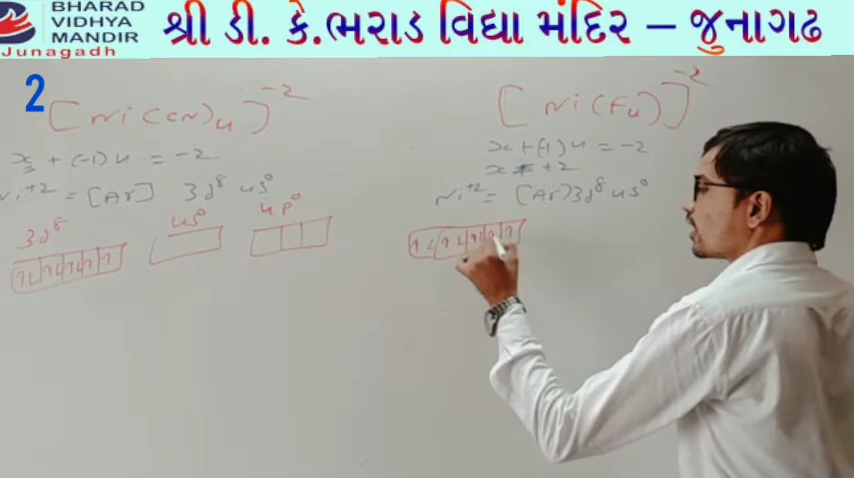 BHARAD
VIDHYA
MANDIR
Junagadh
શ્રી ડી. કે.ભરાડ વિદ્યા મંદિર – જુનાગઢ
2
[Ni(CN)4]-2
x + (-1)4 = -2
Ni+2 = [Ar] 3d8 4s0
3d8 4s0 4p0
[Ni(F4)]-2
x + (-1)4 = -2
x = +2
Ni+2 = [Ar] 3d8 4s0